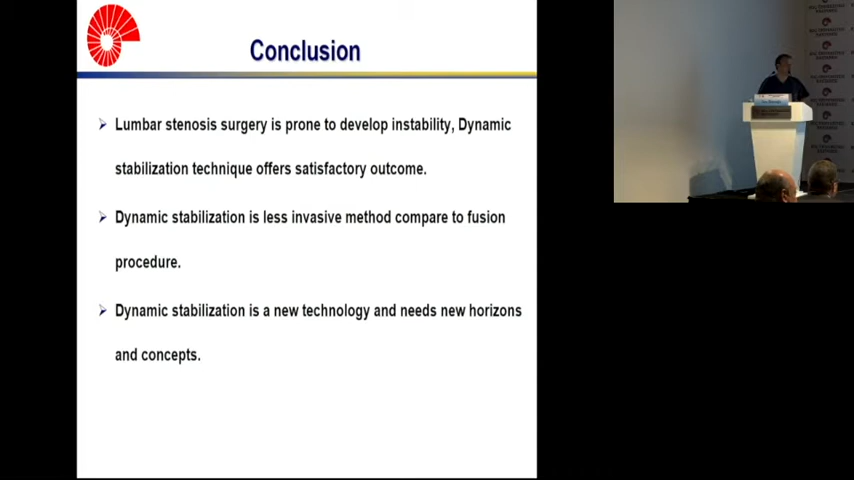 Conclusion
Lumbar stenosis surgery is prone to develop instability, Dynamic
stabilization technique offers satisfactory outcome.
Dynamic stabilization is less invasive method compare to fusion
procedure.
Dynamic stabilization is a new technology and needs new horizons
and concepts.